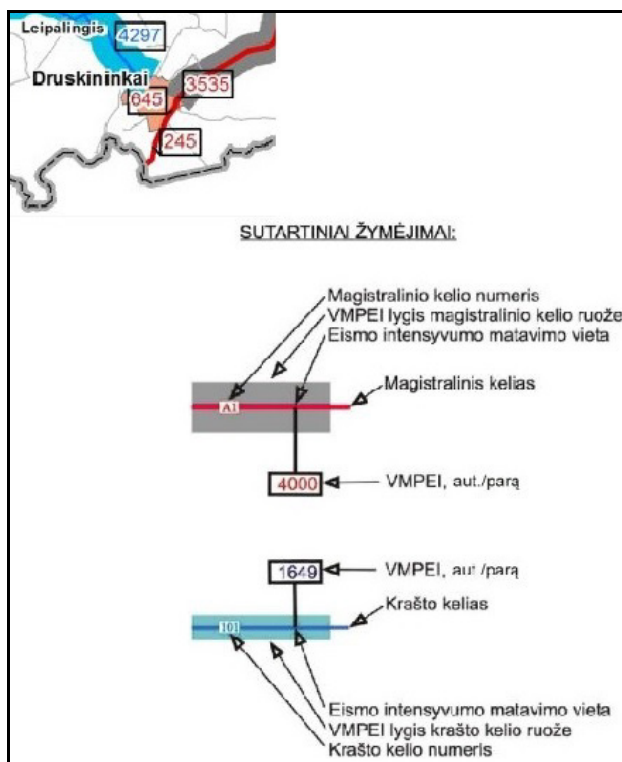 Leipalingis
4297
Druskininkai
3535
645
245
SUTARTINIAI ŽYMĖJIMAI:
Magistralinio kelio numeris
VMPEI lygis magistralinio kelio ruože
Eismo intensyvumo matavimo vieta
Magistralinis kelias
A1
4000
VMPEI, aut./parą
1649
VMPEI, aut./parą
Krašto kelias
101
Eismo intensyvumo matavimo vieta
VMPEI lygis krašto kelio ruože
Krašto kelio numeris